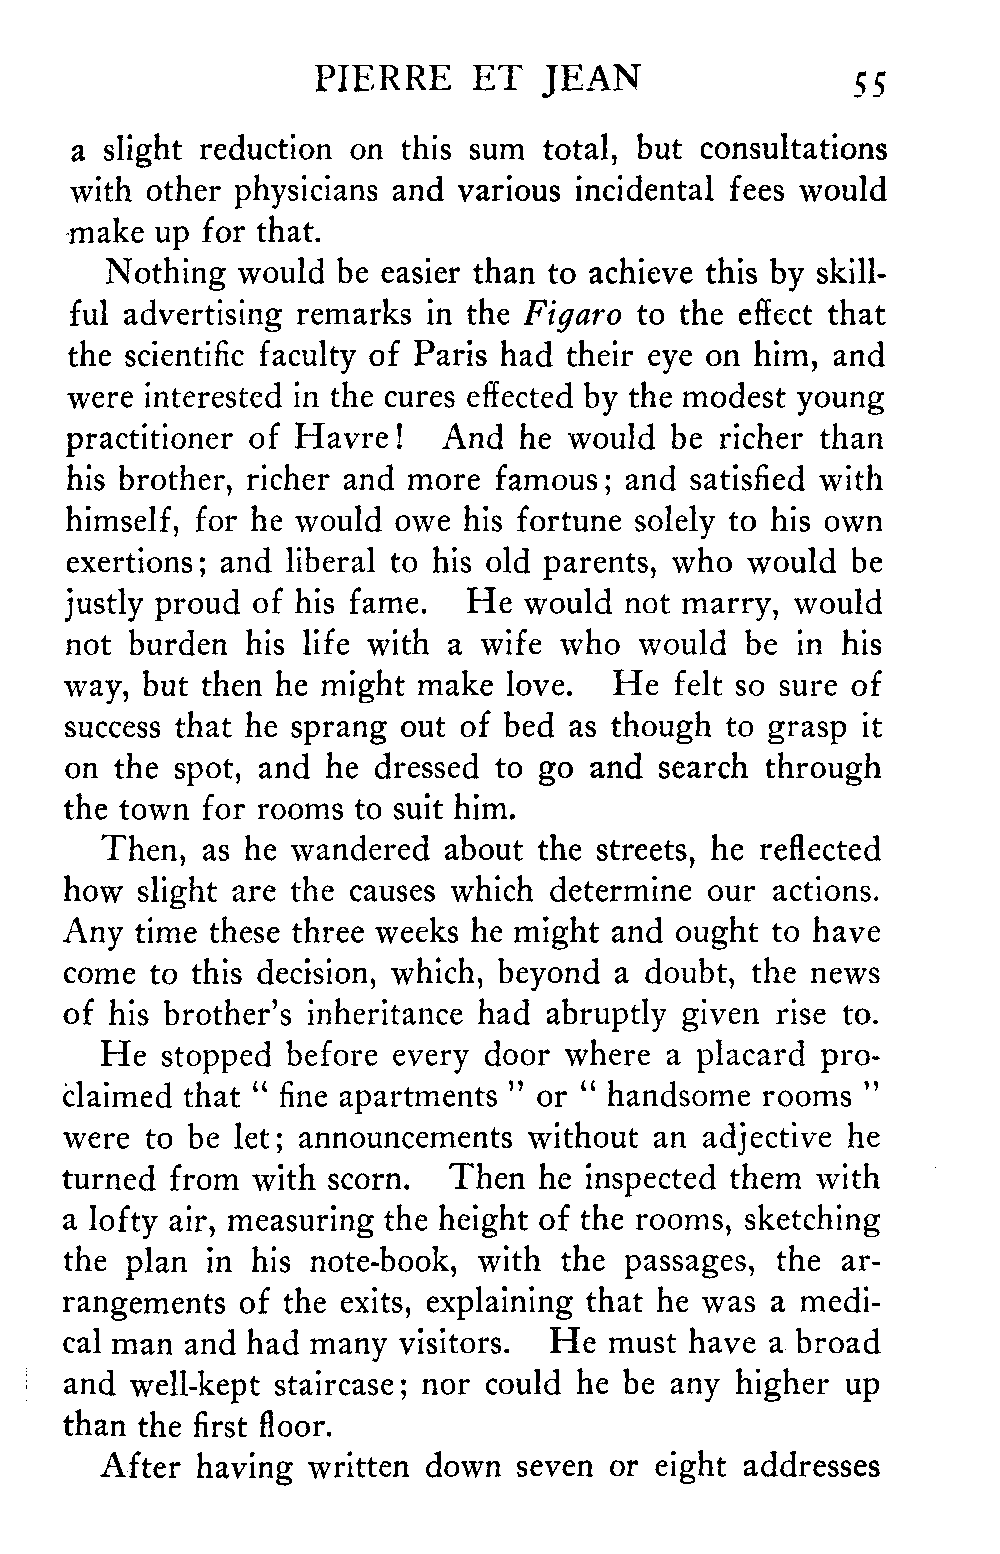 PIERRE ET JEAN 55
a slight reduction on this sum total, but consultations
with other physicians and various incidental fees would
make up for that.
Nothing would be easier than to achieve this by skill-
ful advertising remarks in the Figaro to the effect that
the scientific faculty of Paris had their eye on him, and
were interested in the cures effected by the modest young
practitioner of Havre! And he would be richer than
his brother, richer and more famous; and satisfied with
himself, for he would owe his fortune solely to his own
exertions; and liberal to his old parents, who would be
justly proud of his fame. He would not marry, would
not burden his life with a wife who would be in his
way, but then he might make love. He felt so sure of
success that he sprang out of bed as though to grasp it
on the spot, and he dressed to go and search through
the town for rooms to suit him.
Then, as he wandered about the streets, he reflected
how slight are the causes which determine our actions.
Any time these three weeks he might and ought to have
come to this decision, which, beyond a doubt, the news
of his brother's inheritance had abruptly given rise to.
He stopped before every door where a placard pro-
claimed that " fine apartments " or " handsome rooms "
were to be let; announcements without an adjective he
turned from with scorn. Then he inspected them with
a lofty air, measuring the height of the rooms, sketching
the plan in his note-book, with the passages, the ar-
rangements of the exits, explaining that he was a medi-
cal man and had many visitors. He must have a broad
and well-kept staircase; nor could he be any higher up
than the first floor.
After having written down seven or eight addresses